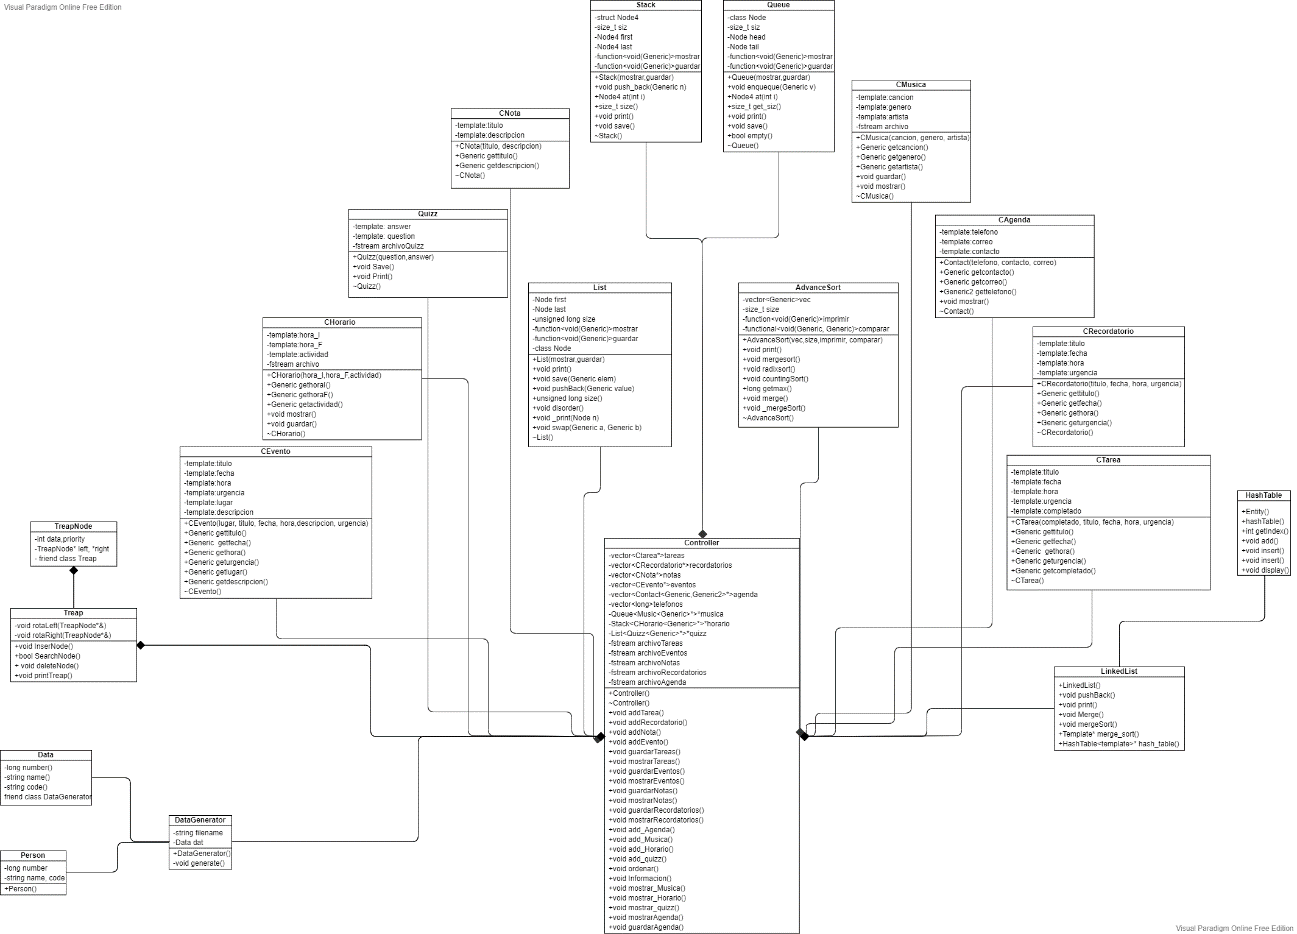 Visual Paradigm Online Free Edition
Stack
-struct Node4
-size_t siz
-Node4 first
-Node4 last
-function<void(Generic)>mostrar
-function<void(Generic)>guardar
+Stack(mostrar,guardar)
+void push_back(Generic n)
+Node4 at(int i)
+size_t size()
+void print()
+void save()
~Stack()
Queue
-class Node
-size_t siz
-Node head
-Node tail
-function<void(Generic)>mostrar
-function<void(Generic)>guardar
+Queue(mostrar,guardar)
+void enqueque(Generic v)
+Node4 at(int i)
+size_t get_siz()
+void print()
+void save()
+bool empty()
~Queue()
CMusica
-template:cancion
-template:genero
-template:artista
-fstream archivo
+CMusica(cancion, genero, artista)
+Generic getcancion()
+Generic getgenero()
+Generic getartista()
+void guardar()
+void mostrar()
~CMusica()
CNota
-template:titulo
-template:descripcion
+CNota(titulo, descripcion)
+Generic gettitulo()
+Generic getdescripcion()
~CNota()
Quizz
-template: answer
-template: question
-fstream archivoQuizz
+Quizz(question,answer)
+void Save()
+void Print()
~Quizz()
CAgenda
-template:telefono
-template:correo
-template:contacto
+Contact(telefono, contacto, correo)
+Generic getcontacto()
+Generic getcorreo()
+Generic2 gettelefono()
+void mostrar()
~Contact()
List
-Node first
-Node last
-unsigned long size
-function<void(Generic)>mostrar
-function<void(Generic)>guardar
-class Node
+List(mostrar,guardar)
+void print()
+void save(Generic elem)
+void pushBack(Generic value)
+unsigned long size()
+void disorder()
+void _print(Node n)
+void swap(Generic a, Generic b)
~List()
AdvanceSort
-vector<Generic>vec
-size_t size
-function<void(Generic)>imprimir
-functional<void(Generic, Generic)>comparar
+AdvanceSort(vec,size,imprimir, comparar)
+void print()
+void mergesort()
+void radixsort()
+void countingSort()
+long getmax()
+void merge()
+void _mergeSort()
~AdvanceSort()
CHorario
-template:hora_I
-template:hora_F
-template:actividad
-fstream archivo
+CHorario(hora_I,hora_F,actividad)
+Generic gethoraI()
+Generic gethoraF()
+Generic getactividad()
+void mostrar()
+void guardar()
~CHorario()
CRecordatorio
-template:titulo
-template:fecha
-template:hora
-template:urgencia
+CRecordatorio(titulo, fecha, hora, urgencia)
+Generic gettitulo()
+Generic getfecha()
+Generic gethora()
+Generic geturgencia()
~CRecordatorio()
CEvento
-template:titulo
-template:fecha
-template:hora
-template:urgencia
-template:lugar
-template:descripcion
+CEvento(lugar, titulo, fecha, hora,descripcion, urgencia)
+Generic gettitulo()
+Generic  getfecha()
+Generic gethora()
+Generic geturgencia()
+Generic getlugar()
+Generic getdescripcion()
~CEvento()
CTarea
-template:titulo
-template:fecha
-template:hora
-template:urgencia
-template:completado
+CTarea(completado, titulo, fecha, hora, urgencia)
+Generic gettitulo()
+Generic getfecha()
+Generic  gethora()
+Generic geturgencia()
+Generic getcompletado()
~CTarea()
HashTable
+Entity()
+hashTable()
+int getIndex()
+void add()
+void insert()
+void insert()
+void display()
TreapNode
-int data,priority
-TreapNode* left, *right
- friend class Treap
Treap
-void rotaLeft(TreapNode*&)
-void rotaRight(TreapNode*&)
+void InserNode()
+bool SearchNode()
+ void deleteNode()
+void printTreap()
Controller
-vector<Ctarea*>tareas
-vector<CRecordatorio*>recordatorios
-vector<CNota*>notas
-vector<CEvento*>eventos
-vector<Contact<Generic,Generic2>*>agenda
-vector<long>telefonos
-Queue<Music<Generic>*>*musica
-Stack<CHorario<Generic>*>*horario
-List<Quizz<Generic>*>*quizz
-fstream archivoTareas
-fstream archivoEventos
-fstream archivoNotas
-fstream archivoRecordatorios
-fstream archivoAgenda
+Controller()
~Controller()
+void addTarea()
+void addRecordatorio()
+void addNota()
+void addEvento()
+void guardarTareas()
+void mostrarTareas()
+void guardarEventos()
+void mostrarEventos()
+void guardarNotas()
+void mostrarNotas()
+void guardarRecordatorios()
+void mostrarRecordatorios()
+void add_Agenda()
+void add_Musica()
+void add_Horario()
+void add_quizz()
+void ordenar()
+void Informacion()
+void mostrar_Musica()
+void mostrar_Horario()
+void mostrar_quizz()
+void mostrarAgenda()
+void guardarAgenda()
LinkedList
+LinkedList()
+void pushBack()
+void print()
+void Merge()
+void mergeSort()
+Template* merge_sort()
+HashTable<template>* hash_table()
Data
-long number()
-string name()
-string code()
friend class DataGenerator
DataGenerator
-string filename
-Data dat
+DataGenerator()
-void generate()
Person
-long number
-string name, code
+Person()
Visual Paradigm Online Free Edition